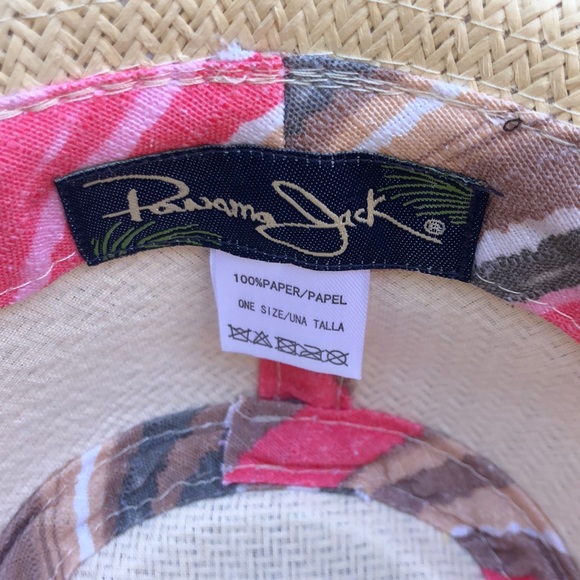 Panama Jack®
100%PAPER/PAPEL
ONE SIZE/UNA TALLA